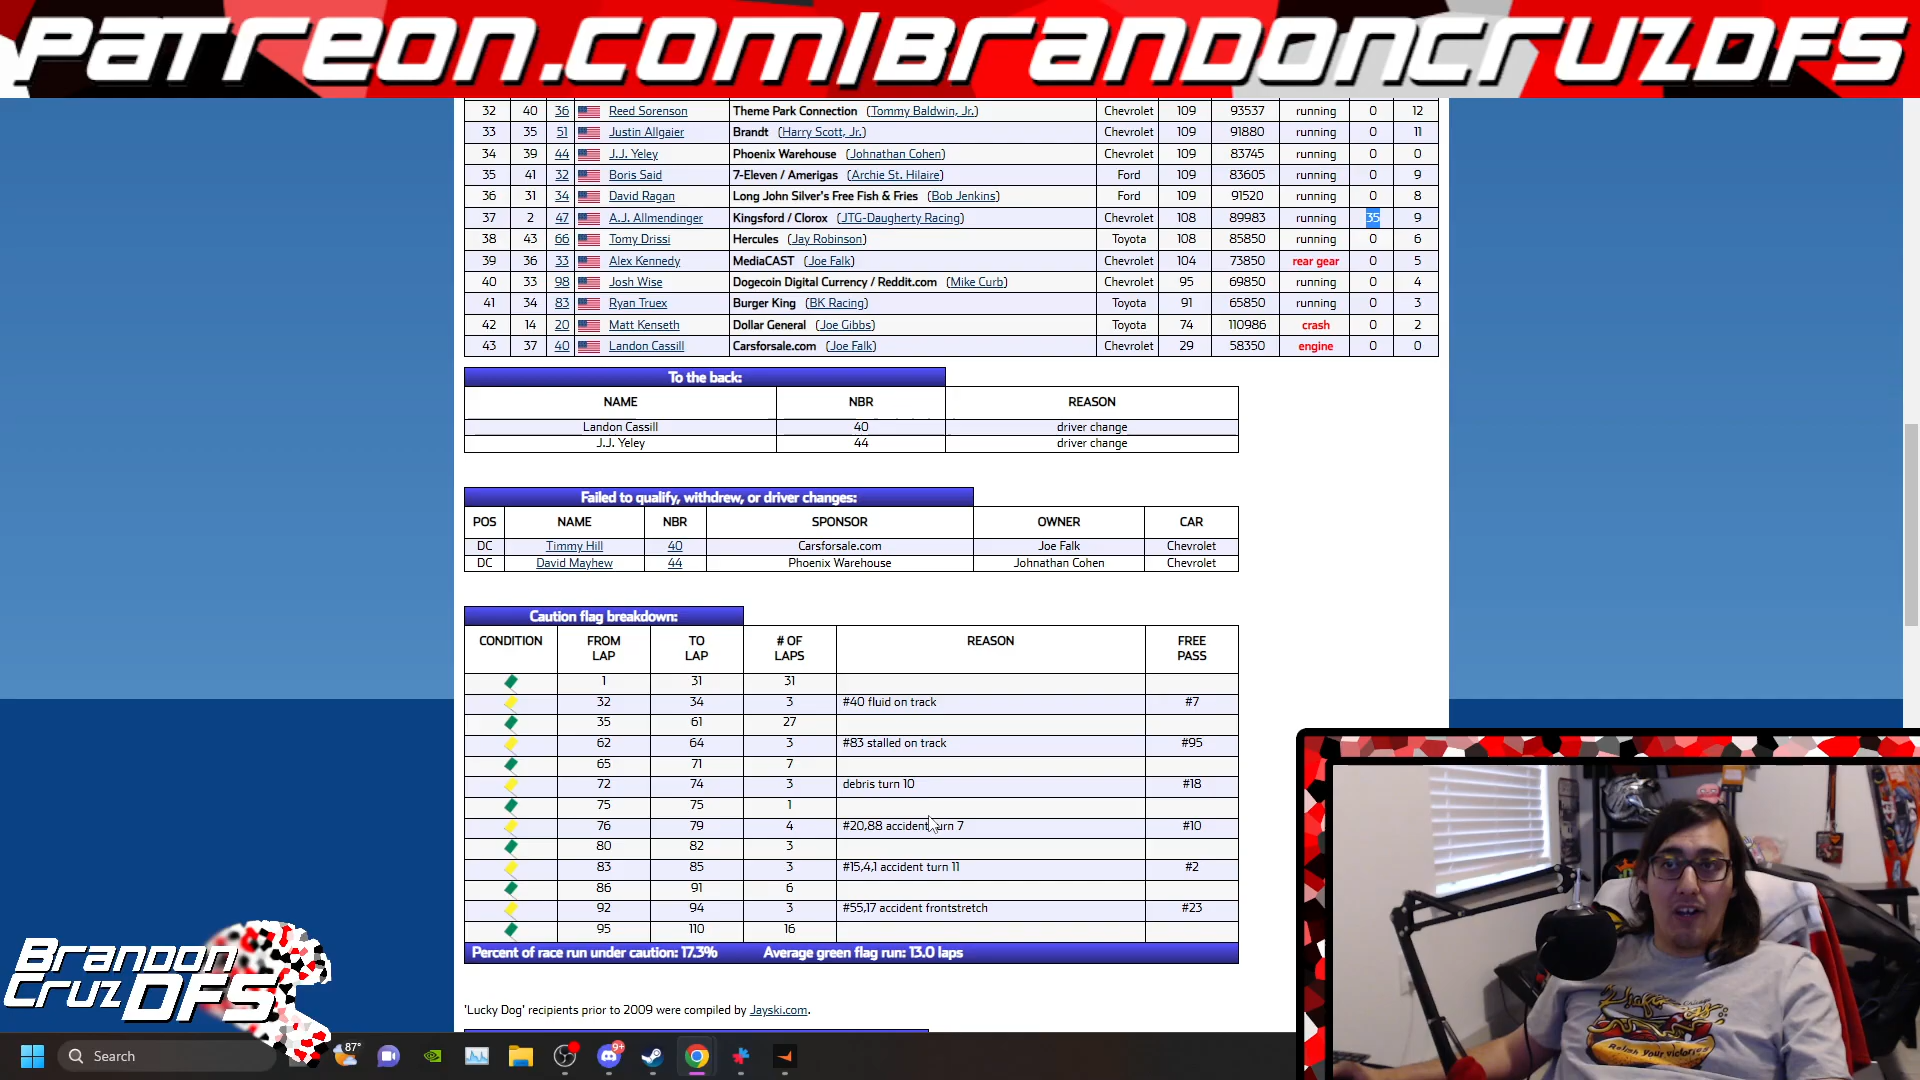 Patreon.com/BrandonCruzDFS
32 40 36 Reed Sorenson Theme Park Connection (Tommy Baldwin, Jr.) Chevrolet 109 93537 running 0 12
33 35 51 Justin Allgaier Brandt (Harry Scott, Jr.) Chevrolet 109 91880 running 0 11
34 39 44 J.J. Yeley Phoenix Warehouse (Johnathan Cohen) Chevrolet 109 83745 running 0 0
35 41 32 Boris Said 7-Eleven / Amerigas (Archie St. Hilaire) Ford 109 83605 running 0 9
36 31 34 David Ragan Long John Silver's Free Fish & Fries (Bob Jenkins) Ford 109 91520 running 0 8
37 2 47 A.J. Allmendinger Kingsford / Clorox (JTG-Daugherty Racing) Chevrolet 108 89983 running 35 9
38 43 66 Tomy Drissi Hercules (Jay Robinson) Toyota 108 85850 running 0 6
39 36 33 Alex Kennedy MediaCAST (Joe Falk) Chevrolet 104 73850 rear gear 0 5
40 33 98 Josh Wise Dogecoin Digital Currency / Reddit.com (Mike Curb) Chevrolet 95 69850 running 0 4
41 34 83 Ryan Truex Burger King (BK Racing) Toyota 91 65850 running 0 3
42 14 20 Matt Kenseth Dollar General (Joe Gibbs) Toyota 74 110986 crash 0 2
43 37 40 Landon Cassill Carsforsale.com (Joe Falk) Chevrolet 29 58350 engine 0 0
To the back:
NAME NBR REASON
Landon Cassill 40 driver change
J.J. Yeley 44 driver change
Failed to qualify, withdrew, or driver changes:
POS NAME NBR SPONSOR OWNER CAR
DC Timmy Hill 40 Carsforsale.com Joe Falk Chevrolet
DC David Mayhew 44 Phoenix Warehouse Johnathan Cohen Chevrolet
Caution flag breakdown:
CONDITION FROM LAP TO LAP # OF LAPS REASON FREE PASS
1 31 31
32 34 3 #40 fluid on track #7
35 61 27
62 64 3 #83 stalled on track #95
65 71 7
72 74 3 debris turn 10 #18
75 75 1
76 79 4 #20,88 accident turn 7 #10
80 82 3
83 85 3 #15,4,1 accident turn 11 #2
86 91 6
92 94 3 #55,17 accident frontstretch #23
95 110 16
Percent of race run under caution: 17.3% Average green flag run: 13.0 laps
'Lucky Dog' recipients prior to 2009 were compiled by Jayski.com.
Brandon
Cruz DFS
Search
87°
9+
Relish your victories